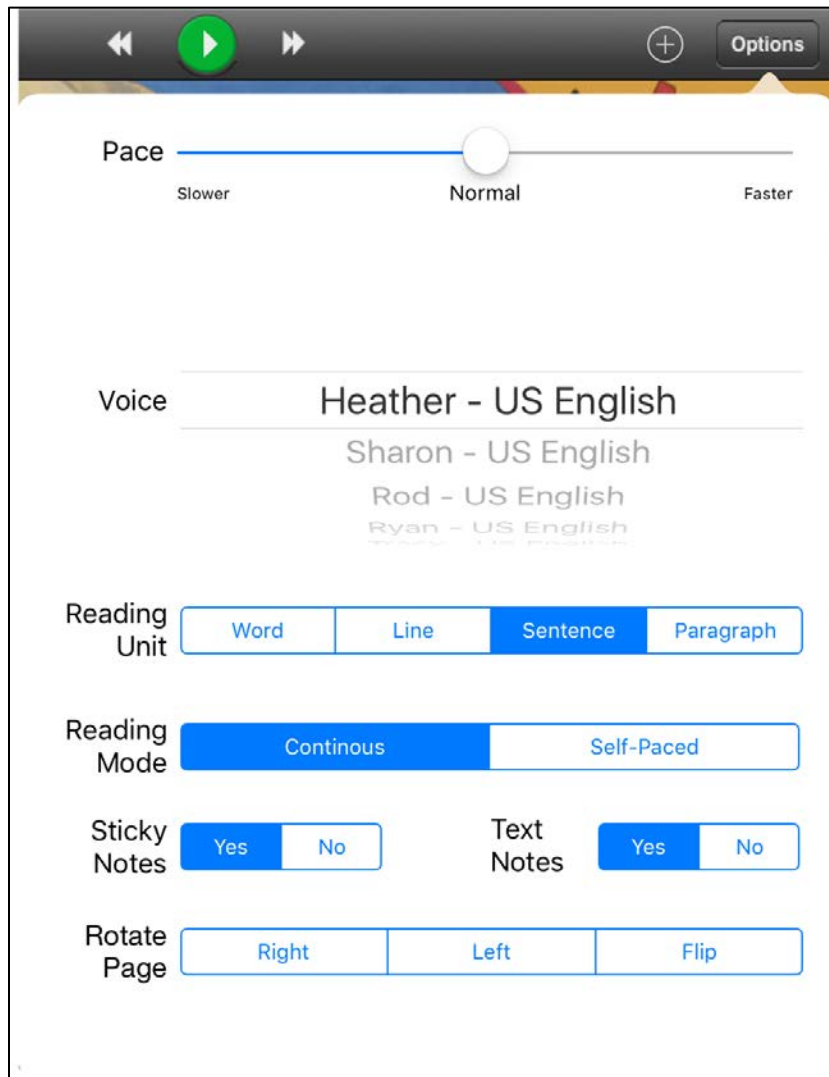 Options
Pace
Slower Normal Faster
Voice
Heather - US English
Sharon - US English
Rod - US English
Ryan - US English
US English
Reading
Unit
Word Line Sentence Paragraph
Reading
Mode
Continous Self-Paced
Sticky
Notes
Yes No
Text
Notes
Yes No
Rotate
Page
Right Left Flip